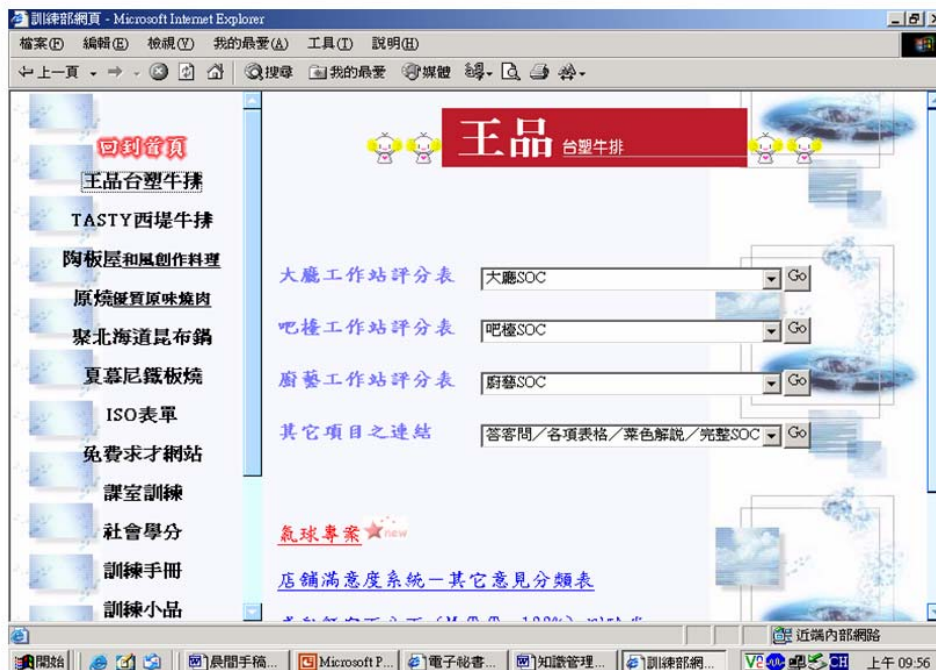 訓練部網頁 - Microsoft Internet Explorer
檔案(F) 編輯(E) 檢視(V) 我的最愛(A) 工具(T) 說明(H)
上一頁 搜尋 我的最愛 媒體
回到首頁
王品台塑牛排
TASTY西堤牛排
陶板屋和風創作料理
原燒優質原味燒肉
聚北海道昆布鍋
夏慕尼鐵板燒
ISO表單
免費求才網站
課室訓練
社會學分
訓練手冊
訓練小品
王品 台塑牛排
大廳工作站評分表 大廳SOC Go
吧檯工作站評分表 吧檯SOC Go
廚藝工作站評分表 廚藝SOC Go
其它項目之連結 答客問／各項表格／菜色解說／完整SOC Go
氣球專案 new
店舖滿意度系統－其它意見分類表
近端內部網路
開始 晨間手稿... Microsoft P... 電子祕書... 知識管理... 訓練部網... CH 上午 09:56